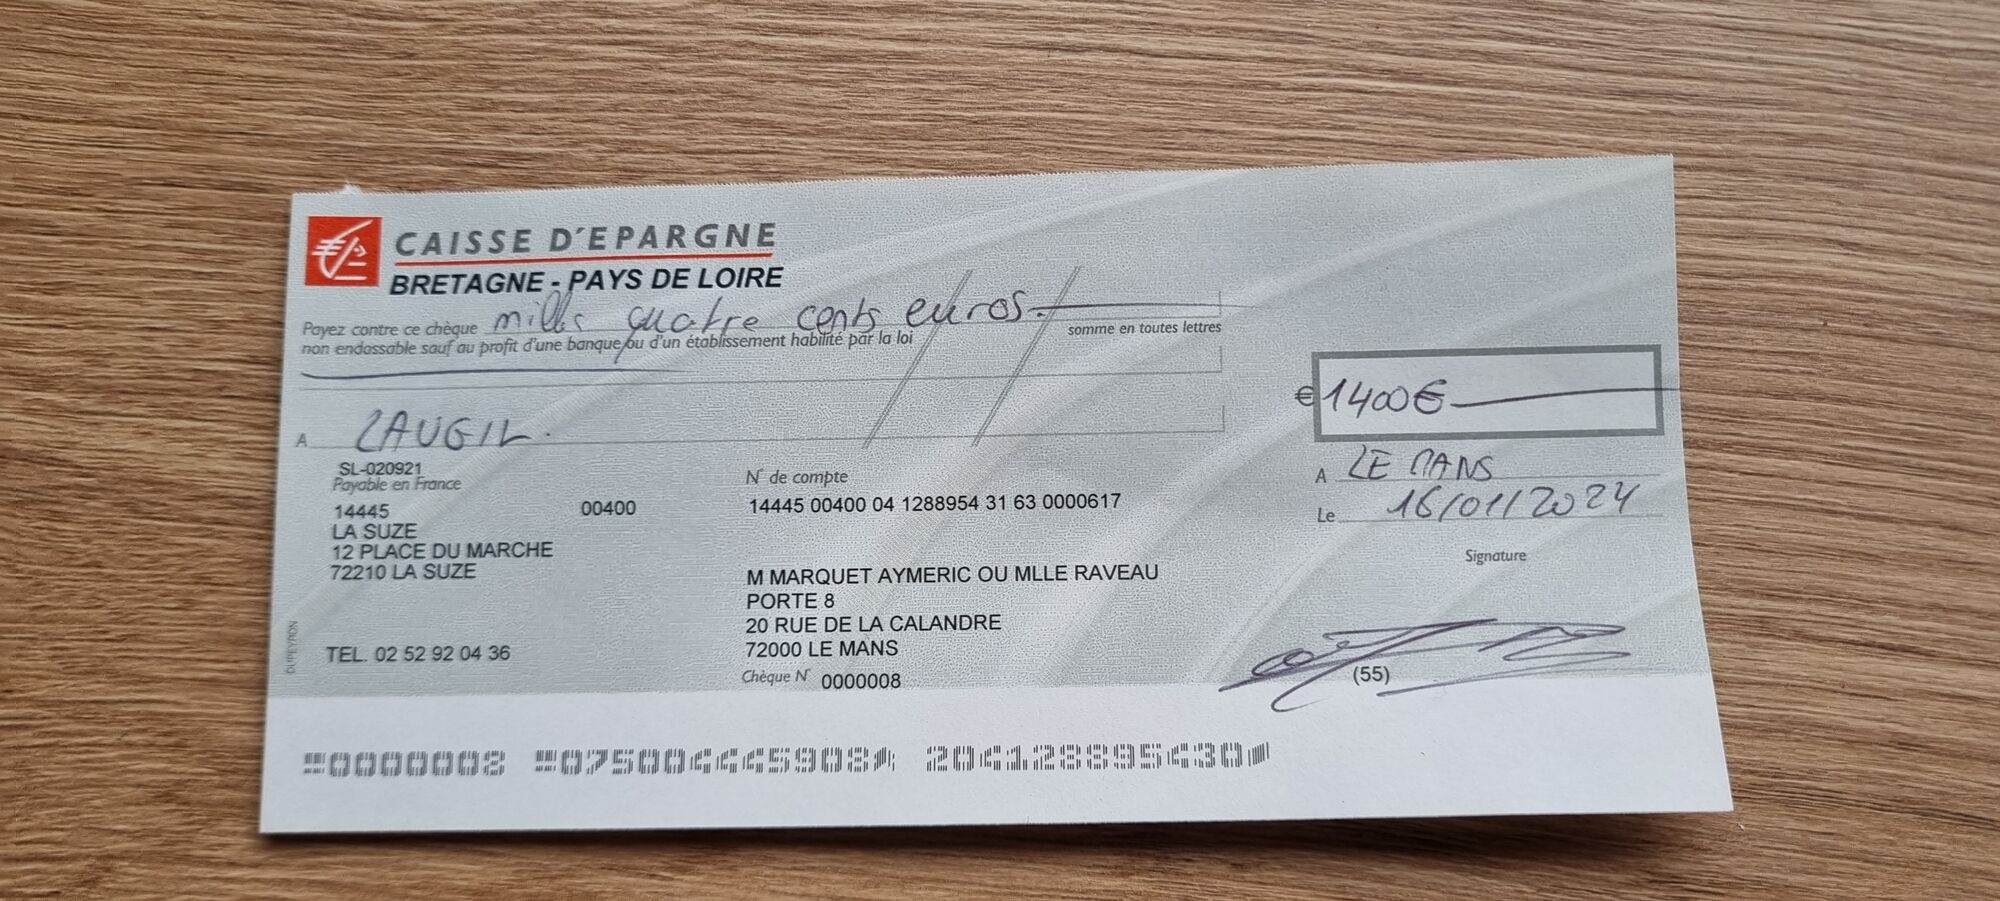 CAISSE D'EPARGNE
BRETAGNE - PAYS DE LOIRE
Payez contre ce chèque mille quatre cents euros.
non endossable sauf au profit d'une banque ou d'un établissement habilité par la loi
somme en toutes lettres
€ 1400€
A LAUGIL.
A LE MANS
Le 16/01/2024
SL-020921
Payable en France
14445 00400
LA SUZE
12 PLACE DU MARCHE
72210 LA SUZE
TEL. 02 52 92 04 36
N° de compte
14445 00400 04 1288954 31 63 0000617
M MARQUET AYMERIC OU MLLE RAVEAU
PORTE 8
20 RUE DE LA CALANDRE
72000 LE MANS
Chèque N° 0000008
Signature
(55)
DUPEYRON
0000008 075004445908 204128895430